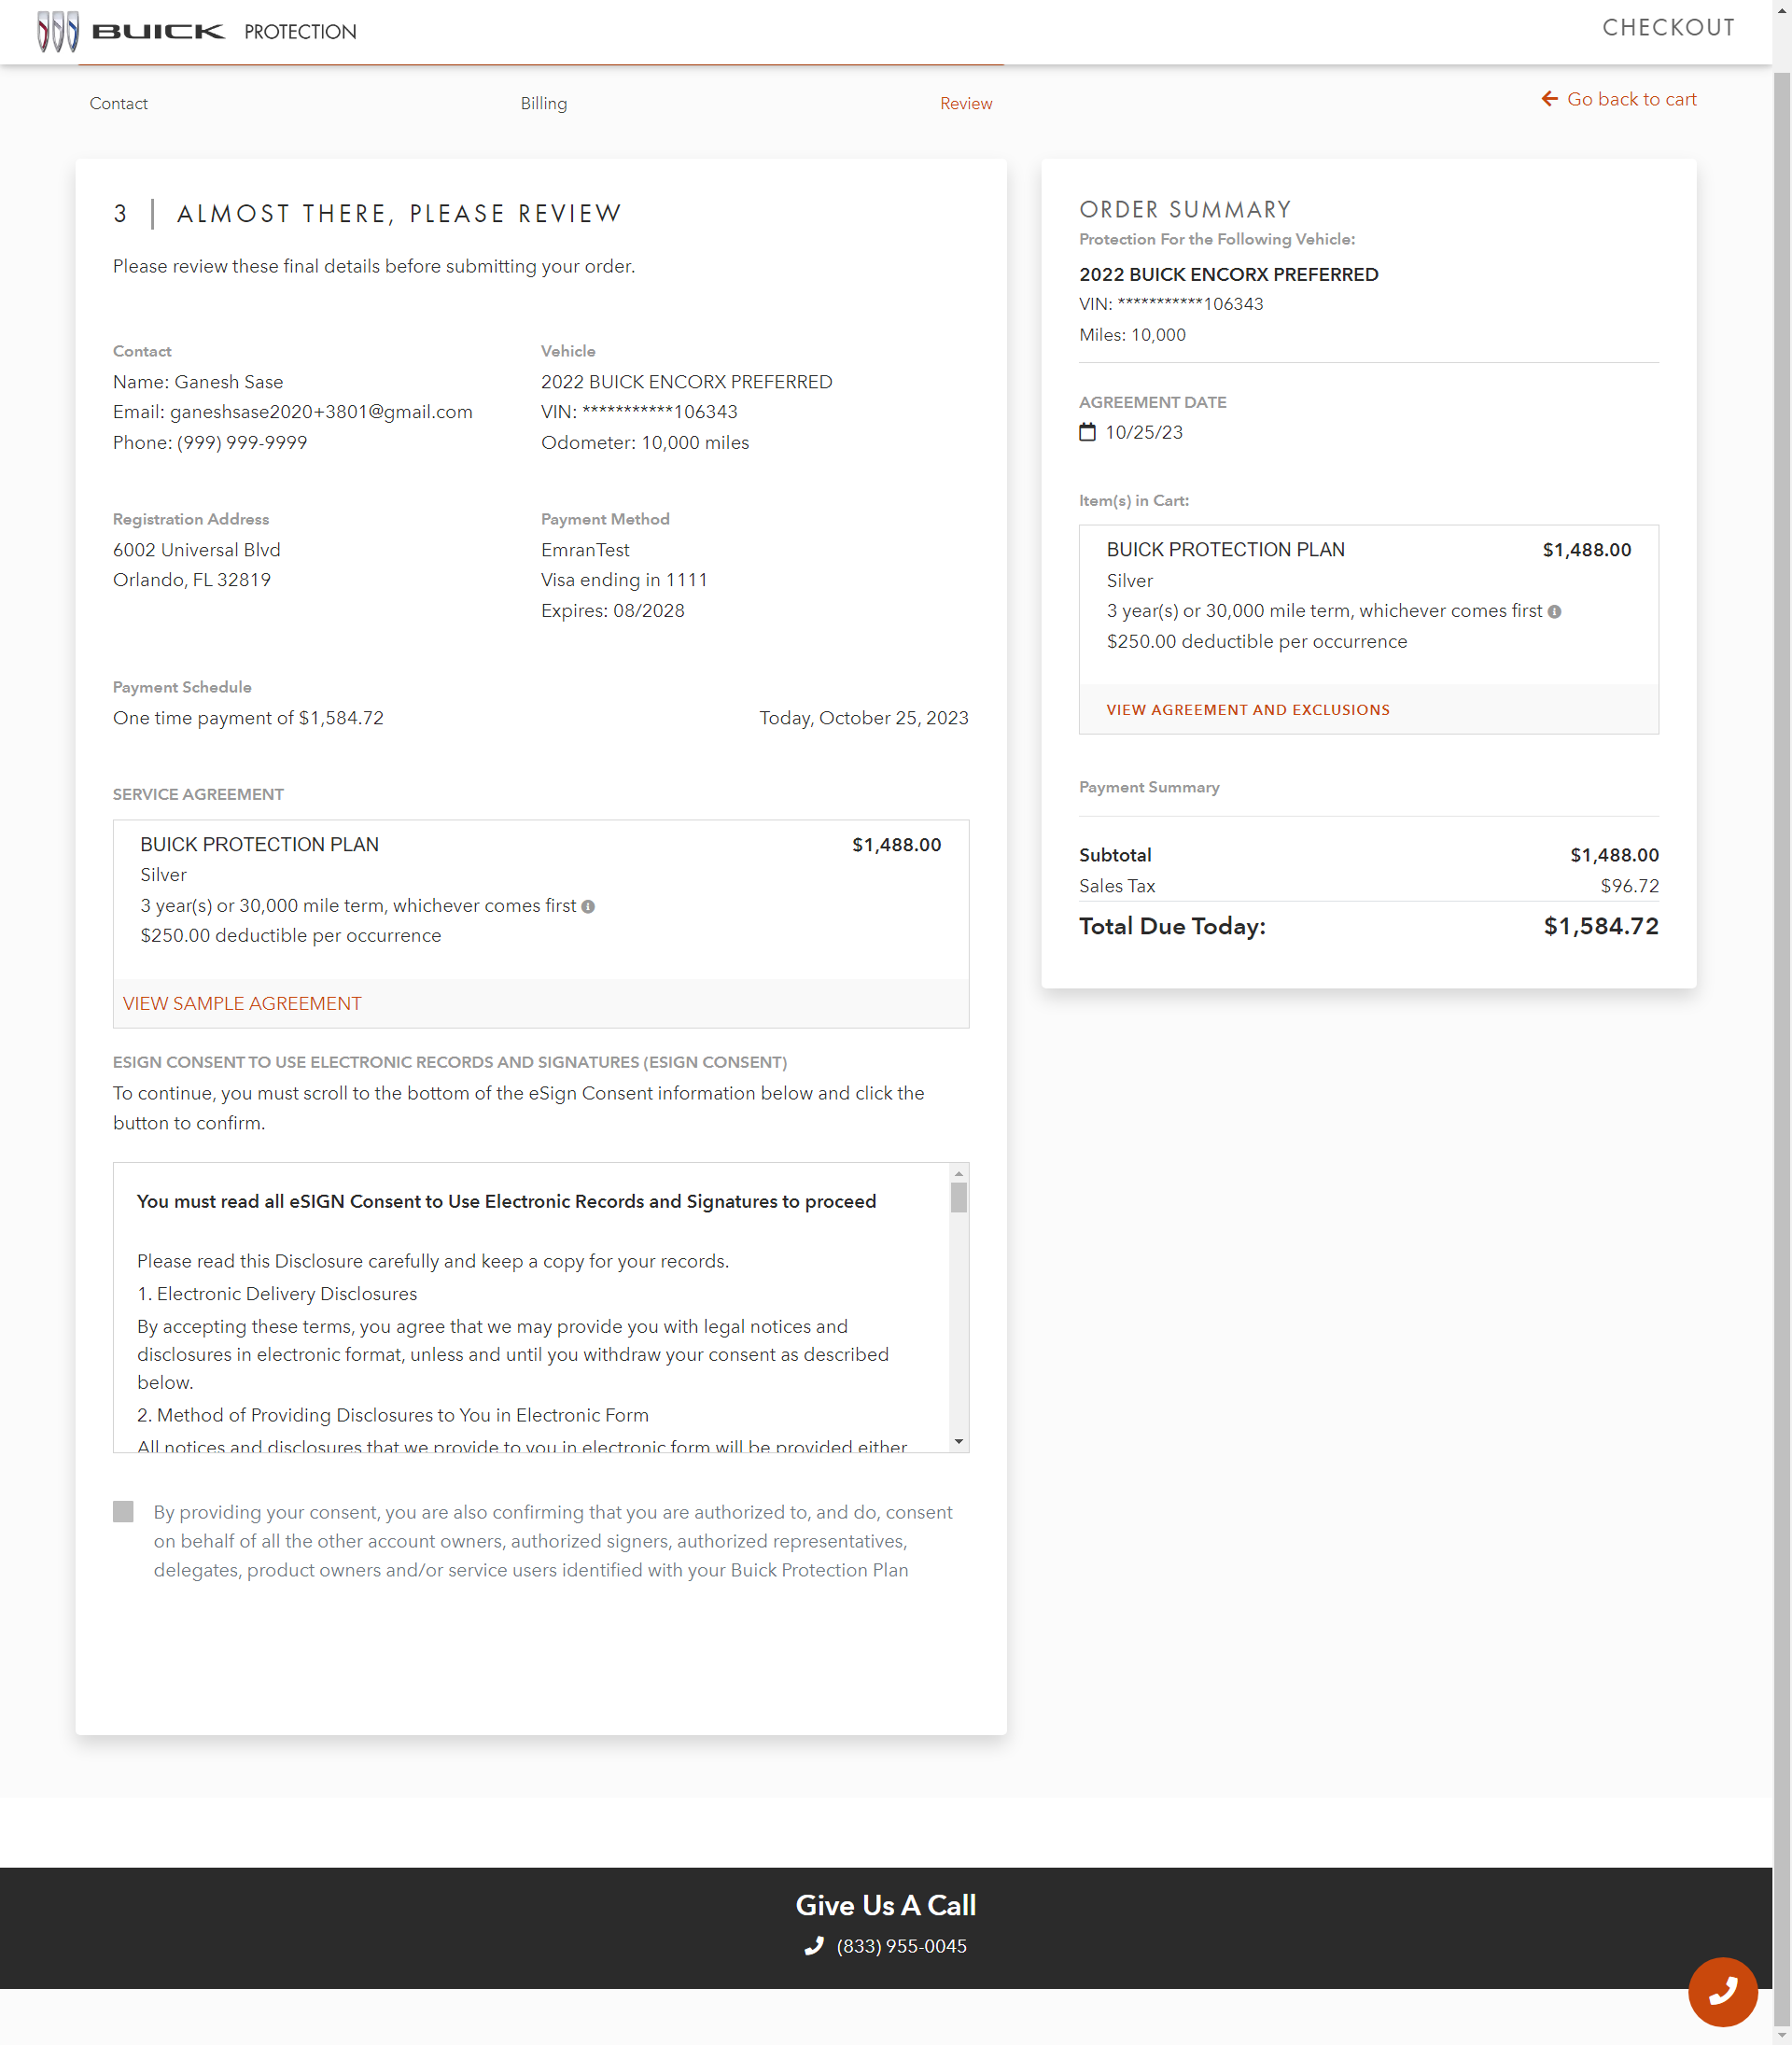 BUICK PROTECTION
CHECKOUT
Contact
Billing
Review
Go back to cart
3 | ALMOST THERE, PLEASE REVIEW
Please review these final details before submitting your order.
Contact
Name: Ganesh Sase
Email: ganeshsase2020+3801@gmail.com
Phone: (999) 999-9999
Vehicle
2022 BUICK ENCORX PREFERRED
VIN: ***********106343
Odometer: 10,000 miles
Registration Address
6002 Universal Blvd
Orlando, FL 32819
Payment Method
EmranTest
Visa ending in 1111
Expires: 08/2028
Payment Schedule
One time payment of $1,584.72
Today, October 25, 2023
SERVICE AGREEMENT
BUICK PROTECTION PLAN $1,488.00
Silver
3 year(s) or 30,000 mile term, whichever comes first
$250.00 deductible per occurrence
VIEW SAMPLE AGREEMENT
ESIGN CONSENT TO USE ELECTRONIC RECORDS AND SIGNATURES (ESIGN CONSENT)
To continue, you must scroll to the bottom of the eSign Consent information below and click the
button to confirm.
You must read all eSIGN Consent to Use Electronic Records and Signatures to proceed
Please read this Disclosure carefully and keep a copy for your records.
1. Electronic Delivery Disclosures
By accepting these terms, you agree that we may provide you with legal notices and
disclosures in electronic format, unless and until you withdraw your consent as described
below.
2. Method of Providing Disclosures to You in Electronic Form
All notices and disclosures that we provide to you in electronic form will be provided either
By providing your consent, you are also confirming that you are authorized to, and do, consent
on behalf of all the other account owners, authorized signers, authorized representatives,
delegates, product owners and/or service users identified with your Buick Protection Plan
ORDER SUMMARY
Protection For the Following Vehicle:
2022 BUICK ENCORX PREFERRED
VIN: ***********106343
Miles: 10,000
AGREEMENT DATE
10/25/23
Item(s) in Cart:
BUICK PROTECTION PLAN $1,488.00
Silver
3 year(s) or 30,000 mile term, whichever comes first
$250.00 deductible per occurrence
VIEW AGREEMENT AND EXCLUSIONS
Payment Summary
Subtotal $1,488.00
Sales Tax $96.72
Total Due Today: $1,584.72
Give Us A Call
(833) 955-0045